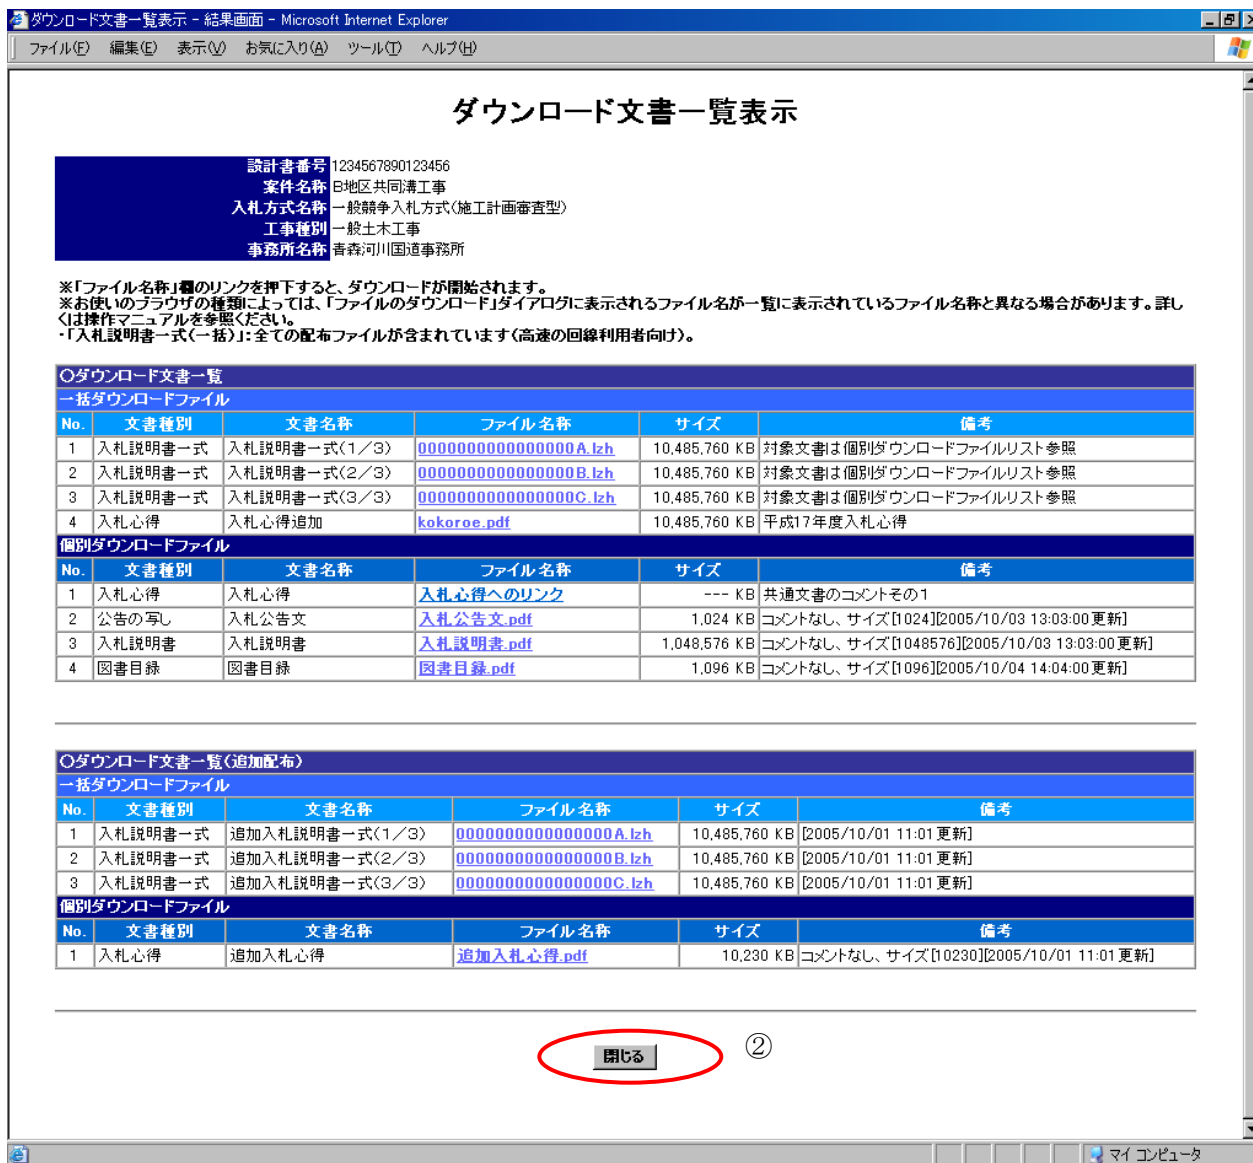 ダウンロード文書一覧表示 - 結果画面 - Microsoft Internet Explorer
ファイル(F) 編集(E) 表示(V) お気に入り(A) ツール(T) ヘルプ(H)
ダウンロード文書一覧表示
設計書番号 1234567890123456
案件名称 B地区共同溝工事
入札方式名称 一般競争入札方式(施工計画審査型)
工事種別 一般土木工事
事務所名称 青森河川国道事務所
※「ファイル名称」欄のリンクを押下すると、ダウンロードが開始されます。
※お使いのブラウザの種類によっては、「ファイルのダウンロード」ダイアログに表示されるファイル名が一覧に表示されているファイル名称と異なる場合があります。詳し
くは操作マニュアルを参照ください。
・「入札説明書一式(一括)」:全ての配布ファイルが含まれています(高速の回線利用者向け)。
○ダウンロード文書一覧
一括ダウンロードファイル
No. 文書種別 文書名称 ファイル名称 サイズ 備考
1 入札説明書一式 入札説明書一式(1/3) 0000000000000000A.lzh 10,485,760 KB 対象文書は個別ダウンロードファイルリスト参照
2 入札説明書一式 入札説明書一式(2/3) 0000000000000000B.lzh 10,485,760 KB 対象文書は個別ダウンロードファイルリスト参照
3 入札説明書一式 入札説明書一式(3/3) 0000000000000000C.lzh 10,485,760 KB 対象文書は個別ダウンロードファイルリスト参照
4 入札心得 入札心得追加 kokoroe.pdf 10,485,760 KB 平成17年度入札心得
個別ダウンロードファイル
No. 文書種別 文書名称 ファイル名称 サイズ 備考
1 入札心得 入札心得 入札心得へのリンク --- KB 共通文書のコメントその1
2 公告の写し 入札公告文 入札公告文.pdf 1,024 KB コメントなし、サイズ[1024][2005/10/03 13:03:00更新]
3 入札説明書 入札説明書 入札説明書.pdf 1,048,576 KB コメントなし、サイズ[1048576][2005/10/03 13:03:00更新]
4 図書目録 図書目録 図書目録.pdf 1,096 KB コメントなし、サイズ[1096][2005/10/04 14:04:00更新]
○ダウンロード文書一覧(追加配布)
一括ダウンロードファイル
No. 文書種別 文書名称 ファイル名称 サイズ 備考
1 入札説明書一式 追加入札説明書一式(1/3) 0000000000000000A.lzh 10,485,760 KB [2005/10/01 11:01更新]
2 入札説明書一式 追加入札説明書一式(2/3) 0000000000000000B.lzh 10,485,760 KB [2005/10/01 11:01更新]
3 入札説明書一式 追加入札説明書一式(3/3) 0000000000000000C.lzh 10,485,760 KB [2005/10/01 11:01更新]
個別ダウンロードファイル
No. 文書種別 文書名称 ファイル名称 サイズ 備考
1 入札心得 追加入札心得 追加入札心得.pdf 10,230 KB コメントなし、サイズ[10230][2005/10/01 11:01更新]
閉じる ②
マイ コンピュータ